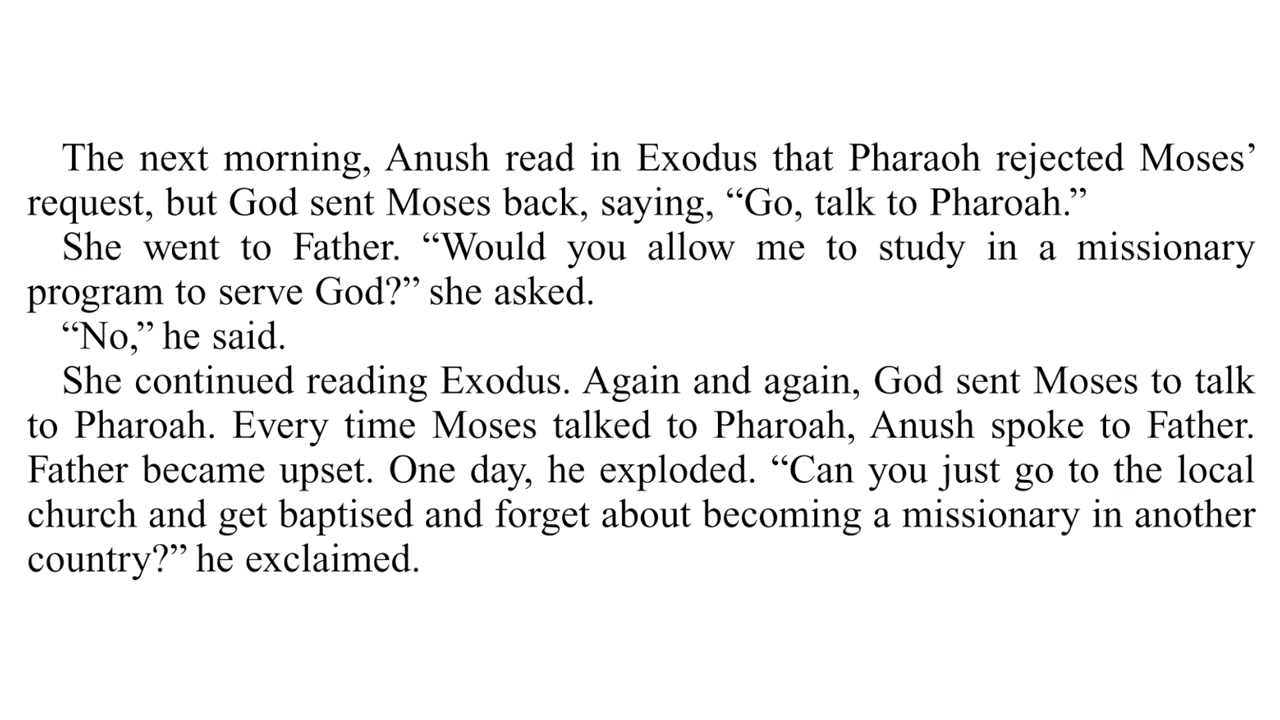 The next morning, Anush read in Exodus that Pharaoh rejected Moses’
request, but God sent Moses back, saying, “Go, talk to Pharoah.”
She went to Father. “Would you allow me to study in a missionary
program to serve God?” she asked.
“No,” he said.
She continued reading Exodus. Again and again, God sent Moses to talk
to Pharoah. Every time Moses talked to Pharoah, Anush spoke to Father.
Father became upset. One day, he exploded. “Can you just go to the local
church and get baptised and forget about becoming a missionary in another
country?” he exclaimed.